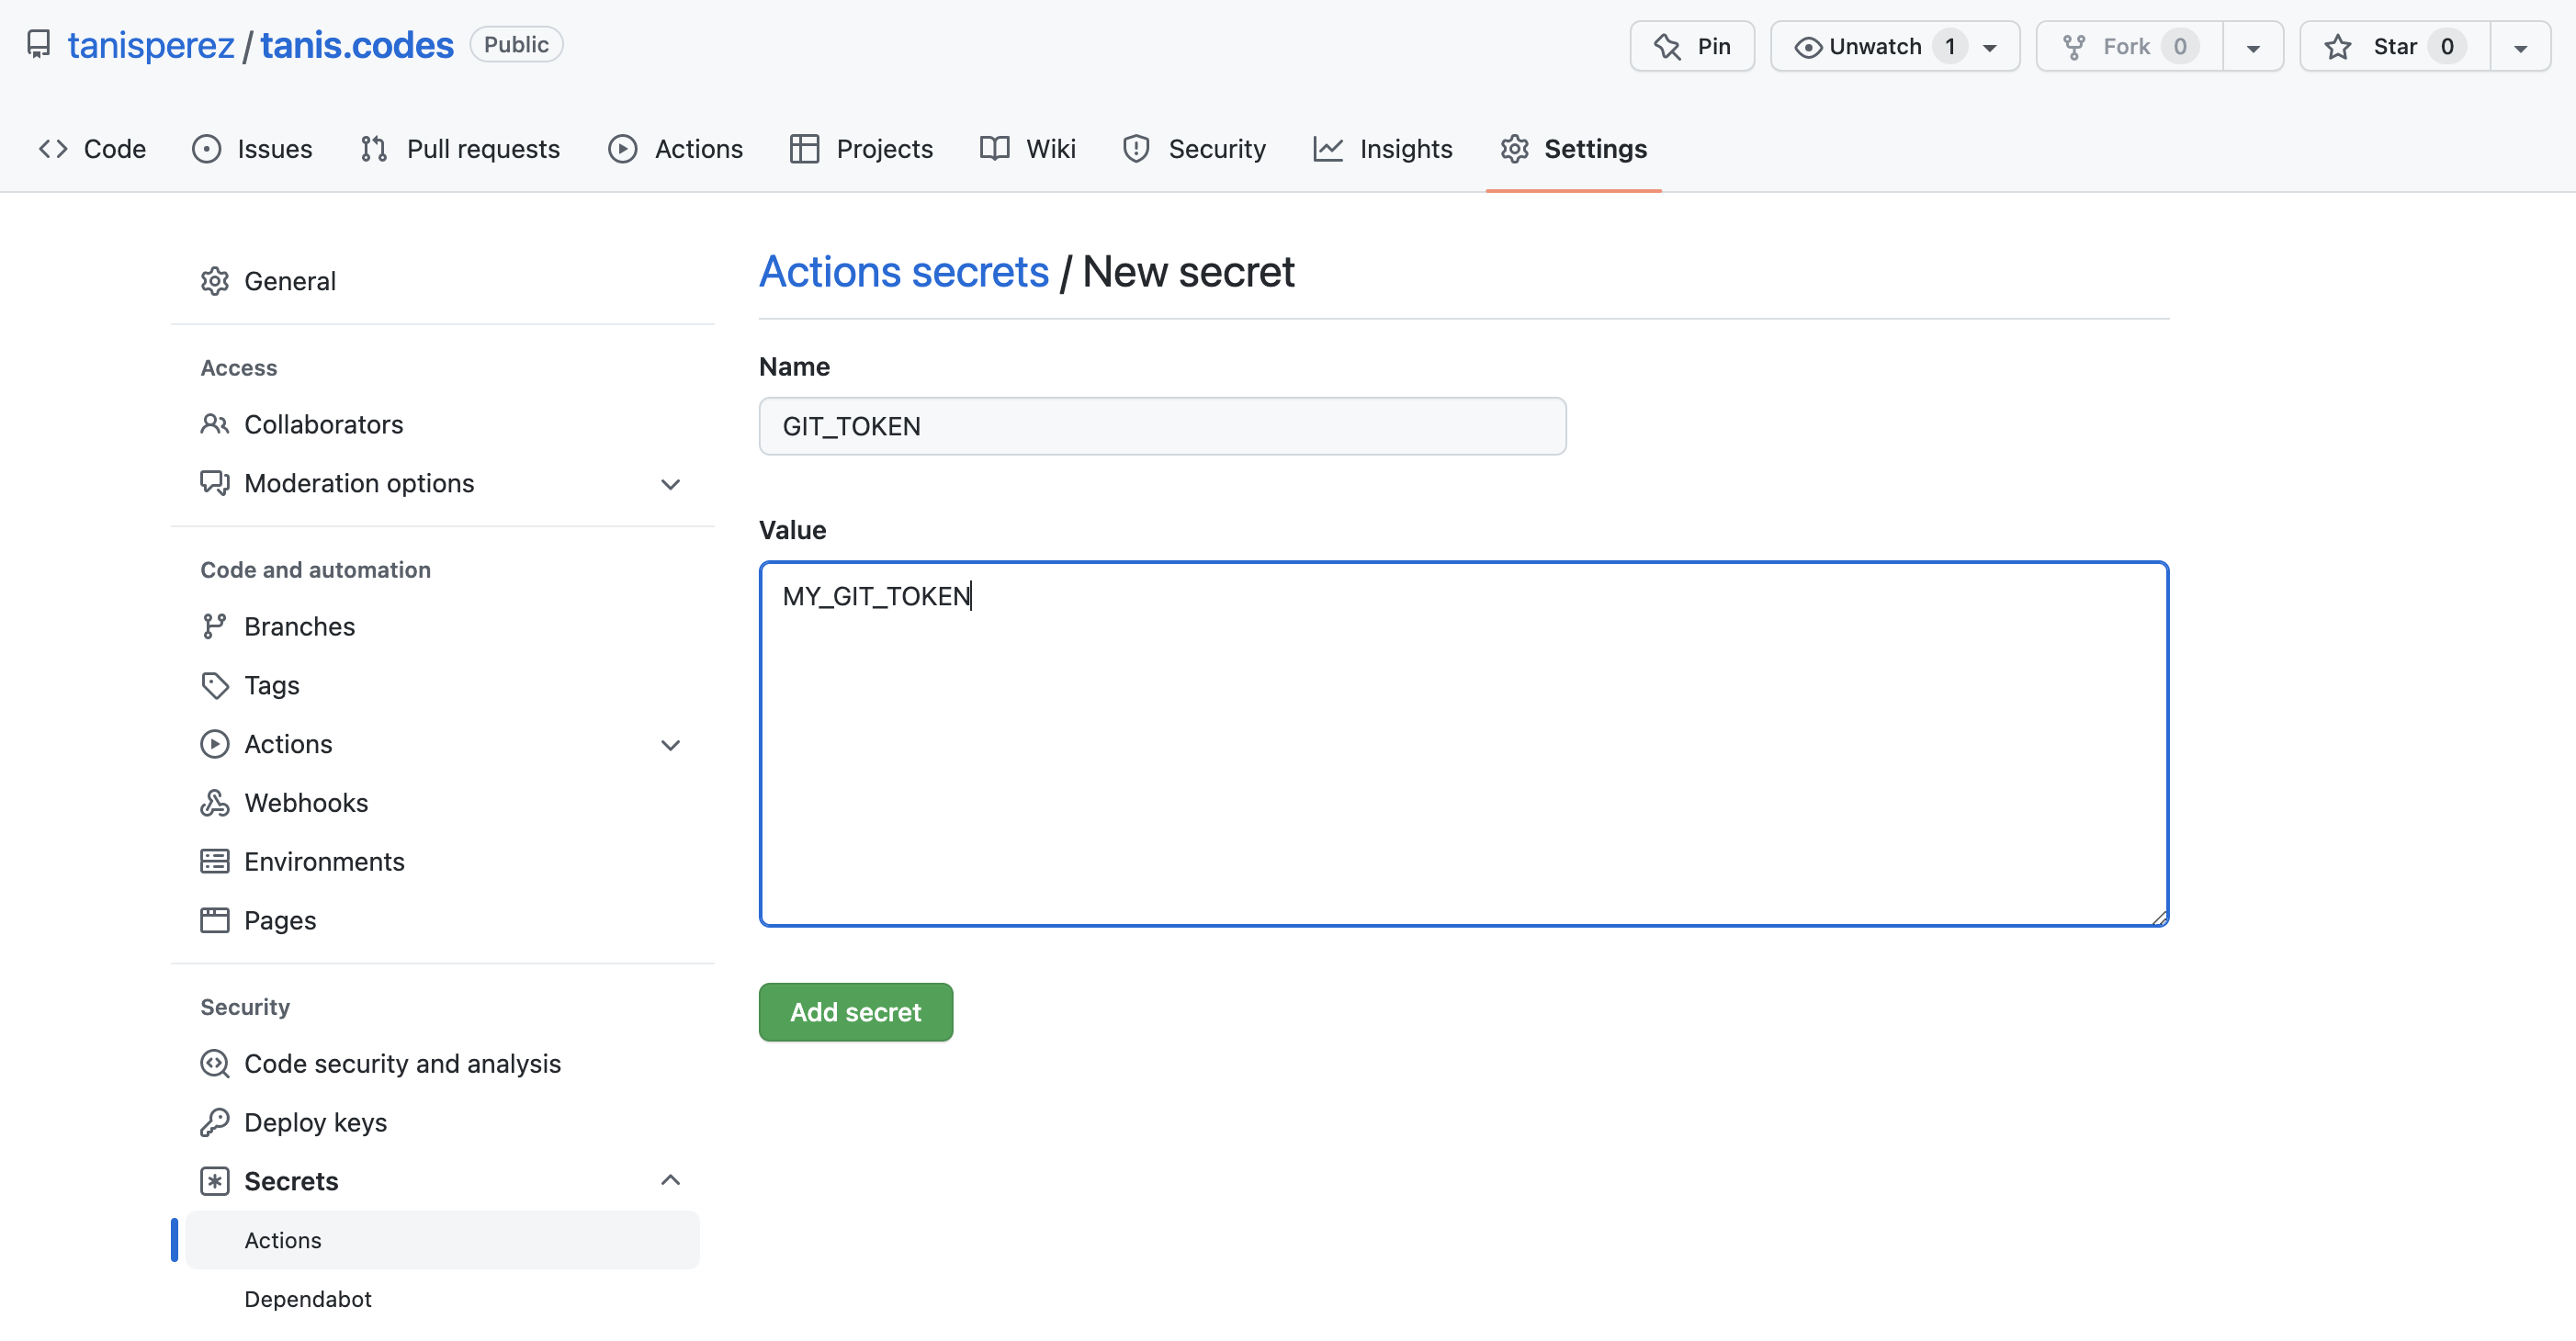 tanisperez / tanis.codes Public Pin Unwatch 1 Fork 0 Star 0
Code Issues Pull requests Actions Projects Wiki Security Insights Settings
General
Access
Collaborators
Moderation options
Code and automation
Branches
Tags
Actions
Webhooks
Environments
Pages
Security
Code security and analysis
Deploy keys
Secrets
Actions
Dependabot
Actions secrets / New secret
Name
GIT_TOKEN
Value
MY_GIT_TOKEN
Add secret